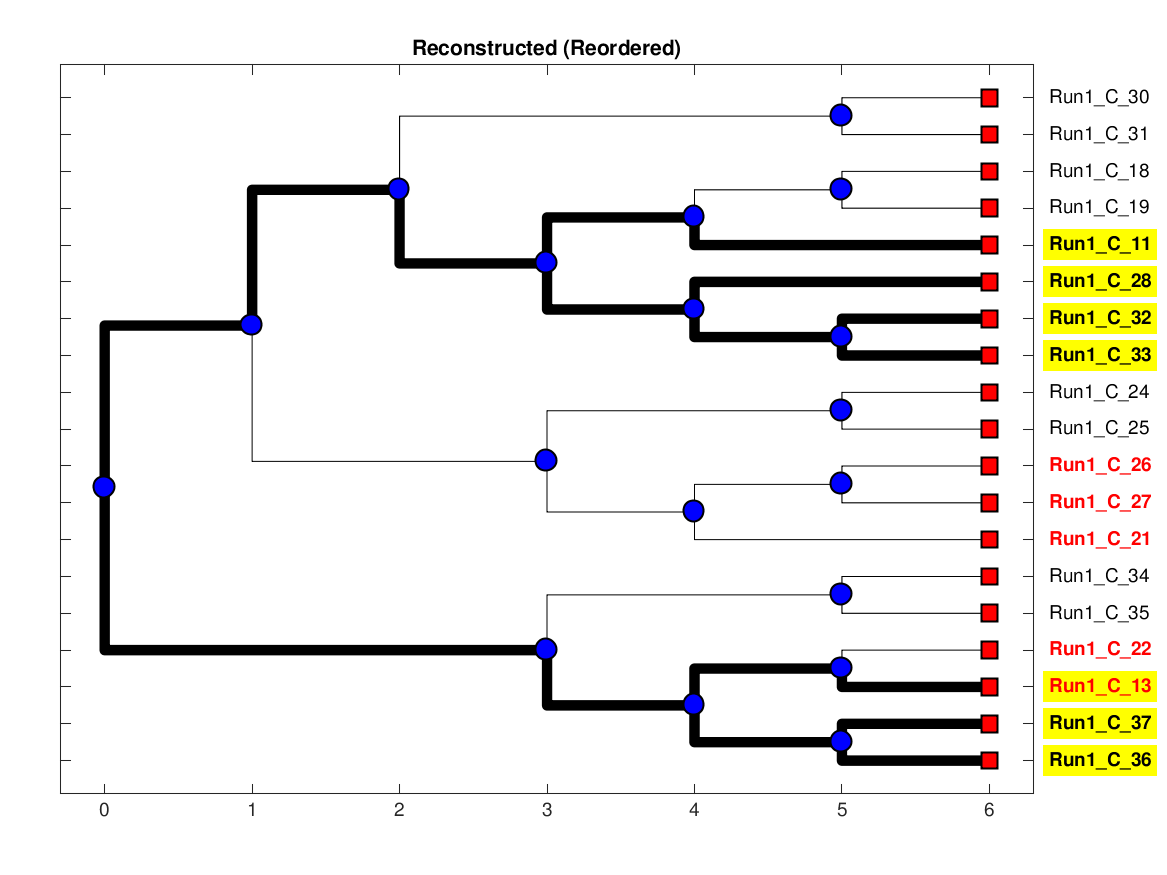 Reconstructed (Reordered)
Run1_C_30
Run1_C_31
Run1_C_18
Run1_C_19
Run1_C_11
Run1_C_28
Run1_C_32
Run1_C_33
Run1_C_24
Run1_C_25
Run1_C_26
Run1_C_27
Run1_C_21
Run1_C_34
Run1_C_35
Run1_C_22
Run1_C_13
Run1_C_37
Run1_C_36
0 1 2 3 4 5 6